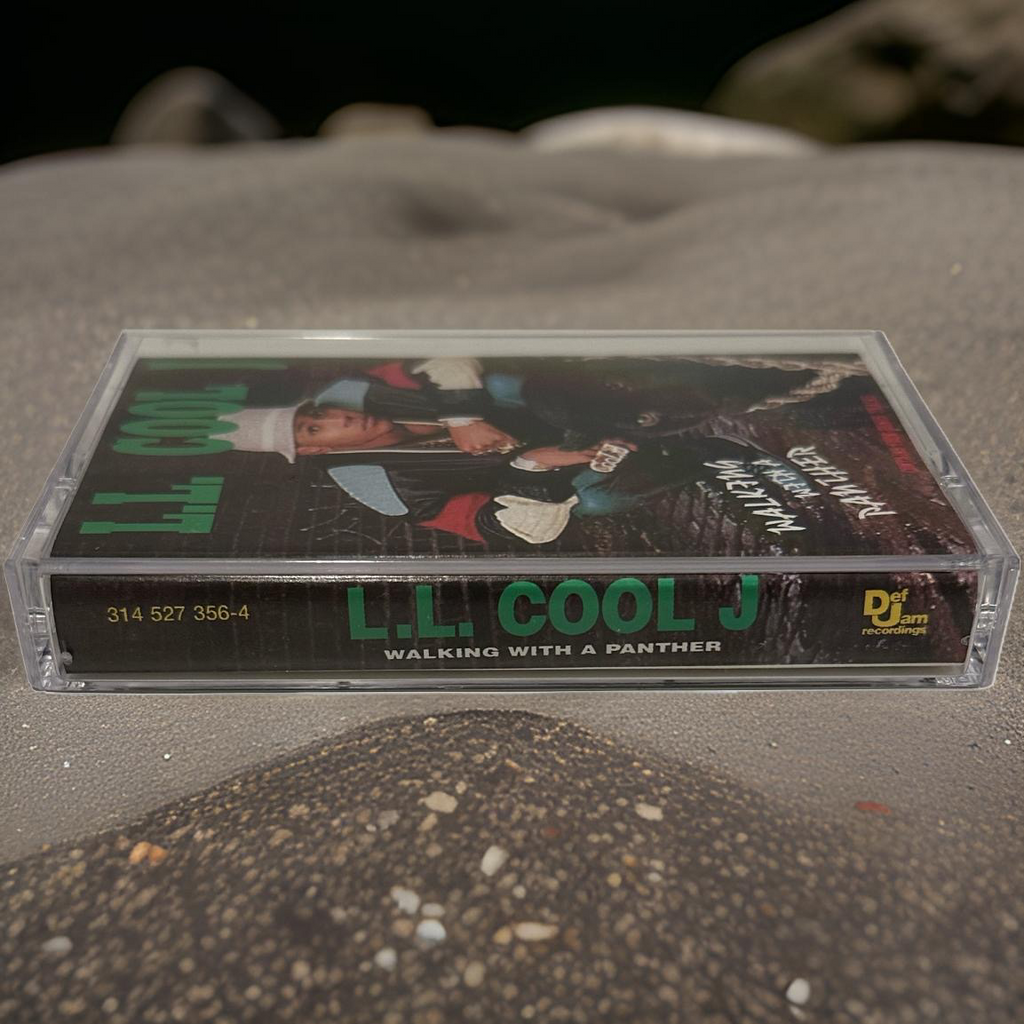 L.L. COOL J
WALKING
WITH A
PANTHER
314 527 356-4
L.L. COOL J
WALKING WITH A PANTHER
Def
Jam
recordings